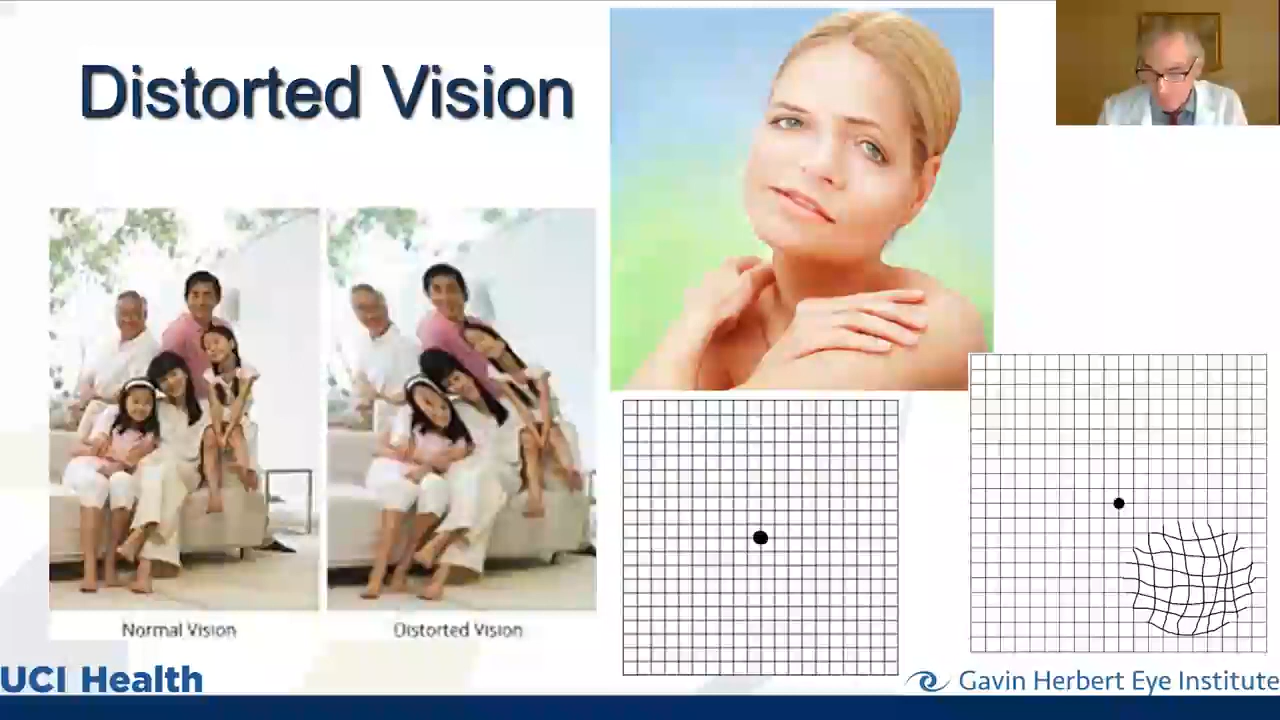 Distorted Vision
Normal Vision
Distorted Vision
UCI Health
Gavin Herbert Eye Institute